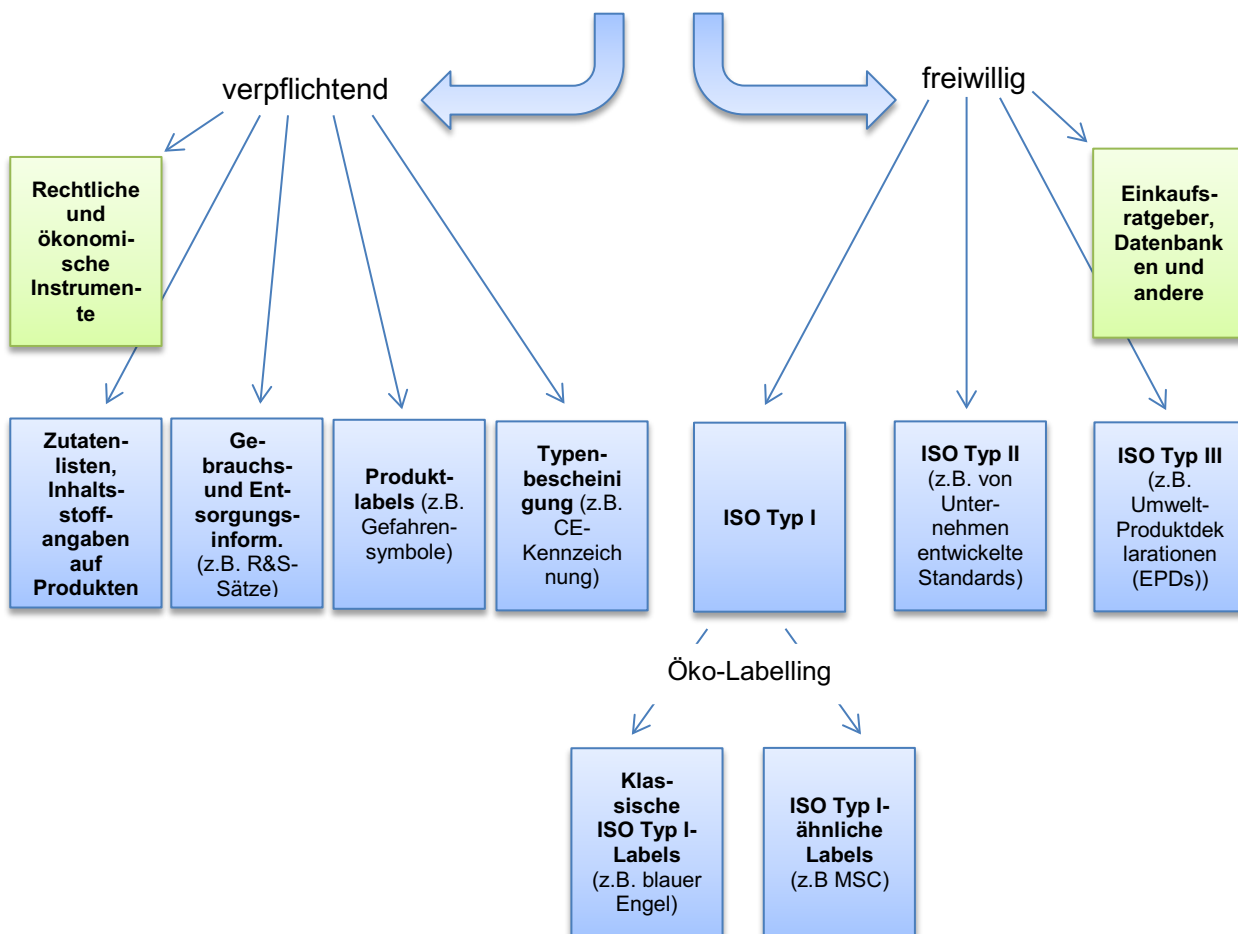 verpflichtend
freiwillig
Rechtliche
und
ökonomi-
sche
Instrumen-
te
Einkaufs-
ratgeber,
Datenbank
en und
andere
Zutaten-
listen,
Inhalts-
stoff-
angaben
auf
Produkten
Ge-
brauchs-
und Ent-
sorgungs-
inform.
(z.B. R&S-
Sätze)
Produkt-
labels (z.B.
Gefahren-
symbole)
Typen-
bescheini
gung (z.B.
CE-
Kennzeich
nung)
ISO Typ I
ISO Typ II
(z.B. von
Unter-
nehmen
entwickelte
Standards)
ISO Typ III
(z.B.
Umwelt-
Produktdek
larationen
(EPDs))
Öko-Labelling
Klas-
sische
ISO Typ I-
Labels
(z.B. blauer
Engel)
ISO Typ I-
ähnliche
Labels
(z.B MSC)